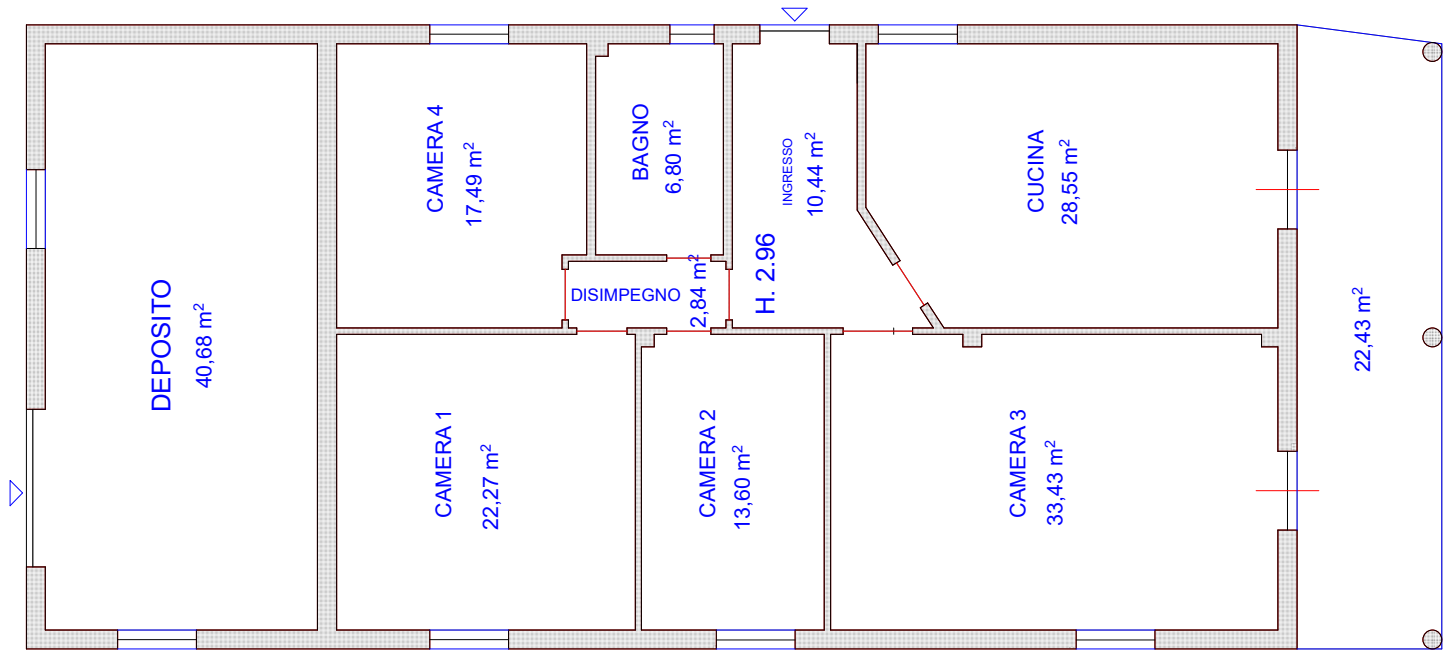 DEPOSITO
40,68 m²
CAMERA 4
17,49 m²
BAGNO
6,80 m²
INGRESSO
10,44 m²
H. 2.96
CUCINA
28,55 m²
DISIMPEGNO
2,84 m²
CAMERA 1
22,27 m²
CAMERA 2
13,60 m²
CAMERA 3
33,43 m²
22,43 m²